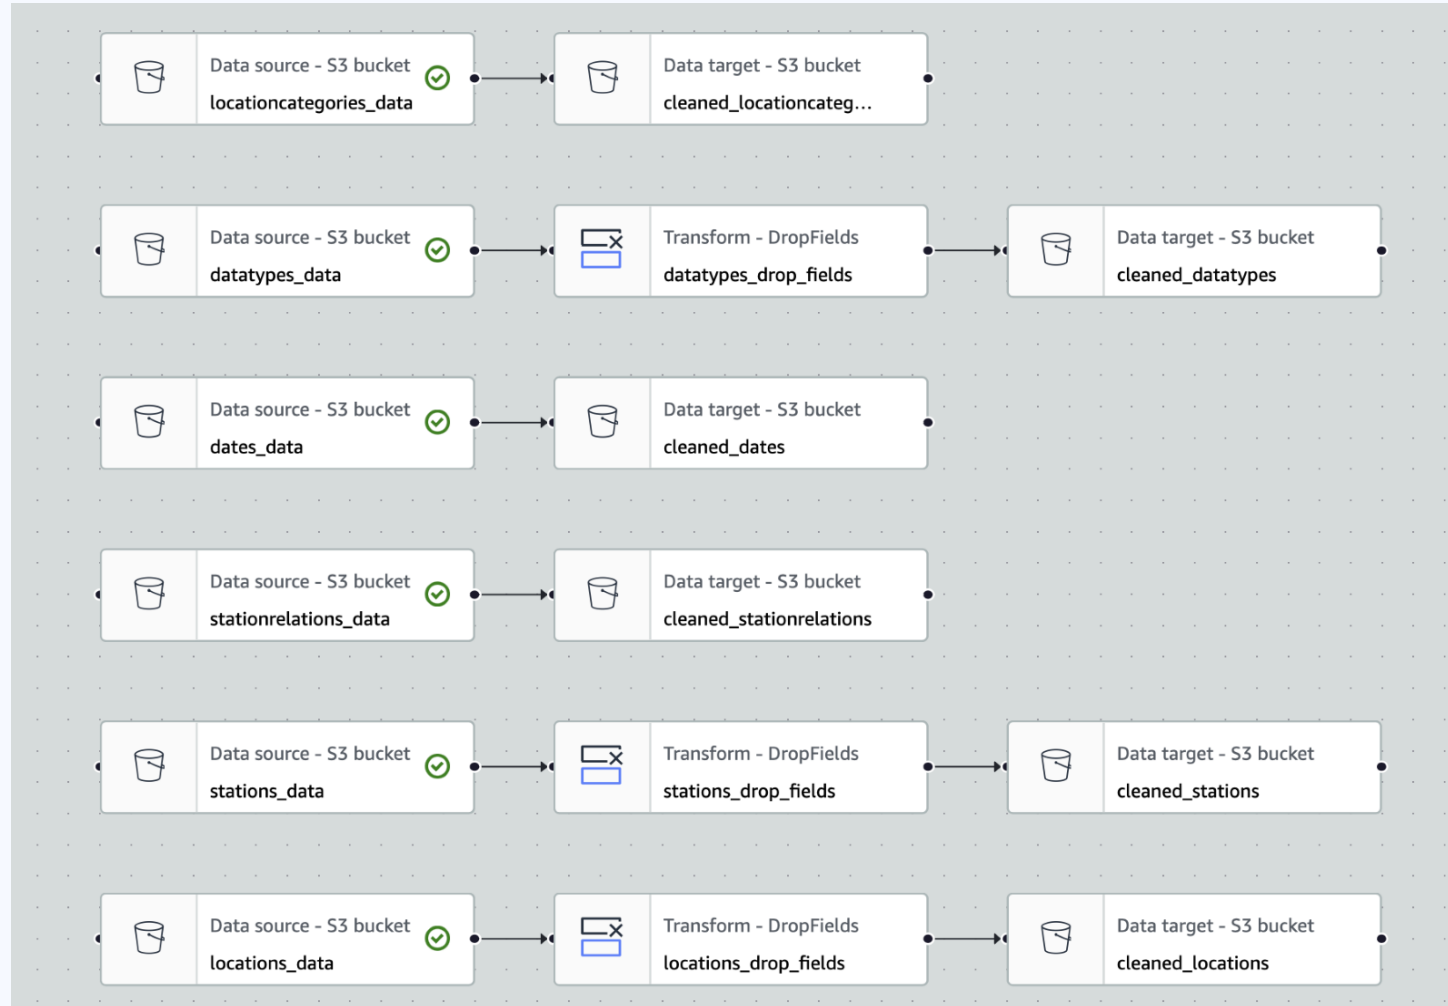 Data source - S3 bucket
locationcategories_data
Data target - S3 bucket
cleaned_locationcateg...
Data source - S3 bucket
datatypes_data
Transform - DropFields
datatypes_drop_fields
Data target - S3 bucket
cleaned_datatypes
Data source - S3 bucket
dates_data
Data target - S3 bucket
cleaned_dates
Data source - S3 bucket
stationrelations_data
Data target - S3 bucket
cleaned_stationrelations
Data source - S3 bucket
stations_data
Transform - DropFields
stations_drop_fields
Data target - S3 bucket
cleaned_stations
Data source - S3 bucket
locations_data
Transform - DropFields
locations_drop_fields
Data target - S3 bucket
cleaned_locations